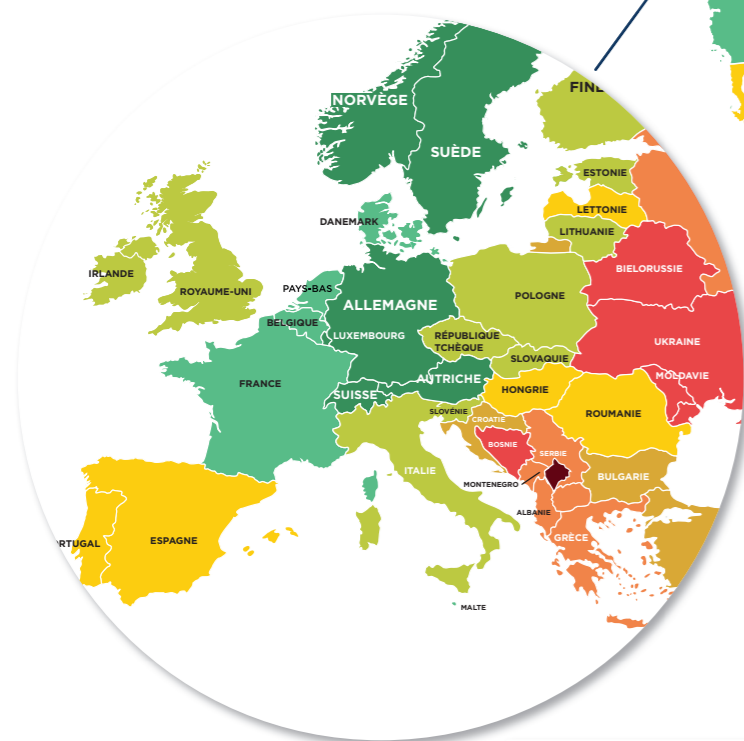 NORVÈGE
FINL
SUÈDE
ESTONIE
LETTONIE
DANEMARK
LITHUANIE
IRLANDE
BIELORUSSIE
PAYS-BAS
ROYAUME-UNI
POLOGNE
ALLEMAGNE
BELGIQUE
LUXEMBOURG
RÉPUBLIQUE
TCHÈQUE
UKRAINE
SLOVAQUIE
MOLDAVIE
FRANCE
AUTRICHE
SUISSE
HONGRIE
SLOVÉNIE
ROUMANIE
CROATIE
BOSNIE
SERBIE
ITALIE
BULGARIE
MONTENEGRO
ALBANIE
GRÈCE
RTUGAL
ESPAGNE
MALTE